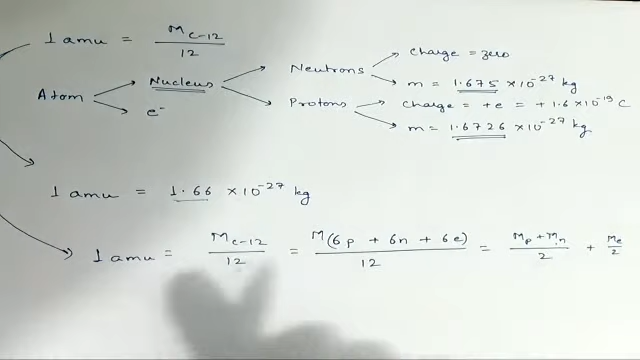 1 amu = M_C-12 / 12
Neutrons
Charge = zero
m = 1.675 × 10^-27 kg
Atom
Nucleus
e^-
Protons
Charge = +e = +1.6 × 10^-19 C
m = 1.6726 × 10^-27 kg
1 amu = 1.66 × 10^-27 kg
1 amu = M_C-12 / 12 = M(6p + 6n + 6e) / 12 = (M_p + M_n) / 2 + M_e / 2